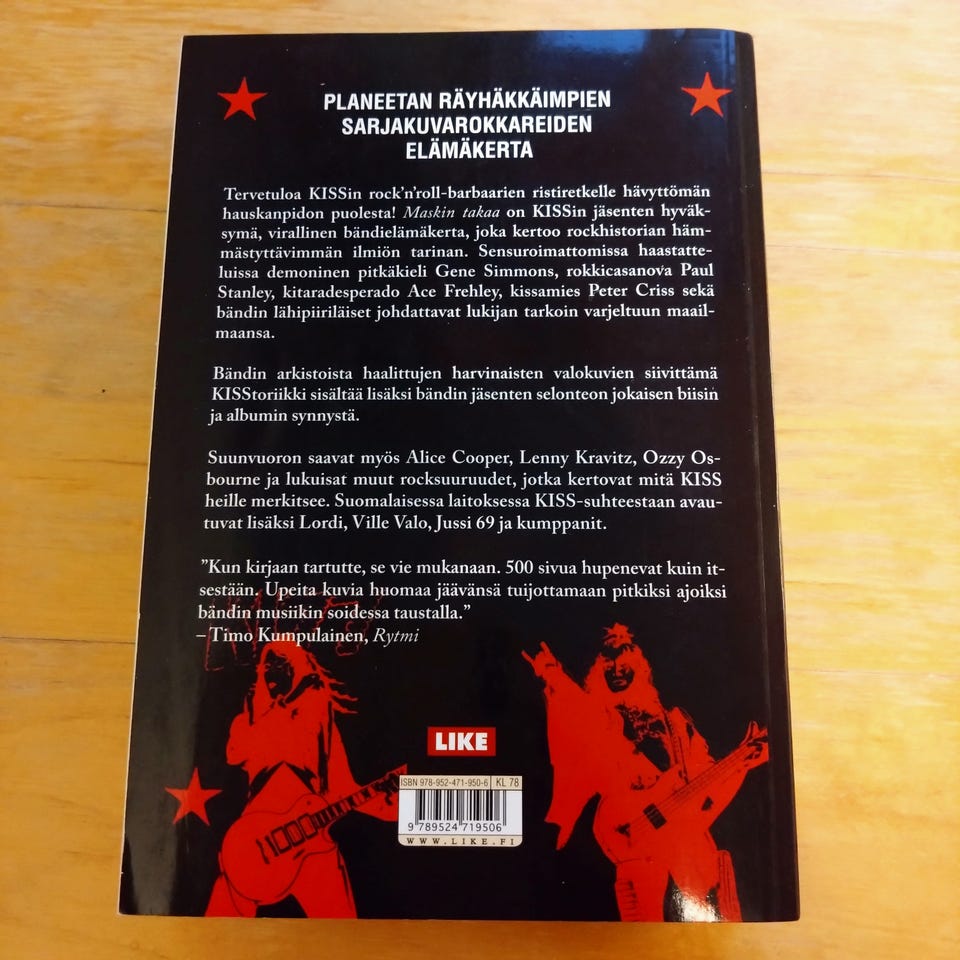 PLANEETAN RÄYHÄKKÄIMPIEN
SARJAKUVAROKKAREIDEN
ELÄMÄKERTA
Tervetuloa KISSin rock'n'roll-barbaarien ristiretkelle hävyttömän
hauskanpidon puolesta! Maskin takaa on KISSin jäsenten hyväk-
symä, virallinen bändielämäkerta, joka kertoo rockhistorian häm-
mästyttävimmän ilmiön tarinan. Sensuroimattomissa haastatte-
luissa demoninen pitkäkieli Gene Simmons, rokkicasanova Paul
Stanley, kitaradesperado Ace Frehley, kissamies Peter Criss sekä
bändin lähipiiriläiset johdattavat lukijan tarkoin varjeltuun maail-
maansa.
Bändin arkistoista haalittujen harvinaisten valokuvien siivittämä
KISStoriikki sisältää lisäksi bändin jäsenten selonteon jokaisen biisin
ja albumin synnystä.
Suunvuoron saavat myös Alice Cooper, Lenny Kravitz, Ozzy Os-
bourne ja lukuisat muut rocksuuruudet, jotka kertovat mitä KISS
heille merkitsee. Suomalaisessa laitoksessa KISS-suhteestaan avau-
tuvat lisäksi Lordi, Ville Valo, Jussi 69 ja kumppanit.
”Kun kirjaan tartutte, se vie mukanaan. 500 sivua hupenevat kuin it-
sestään. Upeita kuvia huomaa jäävänsä tuijottamaan pitkiksi ajoiksi
bändin musiikin soidessa taustalla.”
– Timo Kumpulainen, Rytmi
LIKE
ISBN 978-952-471-950-6 KL 78
9 789524 719506
WWW.LIKE.FI